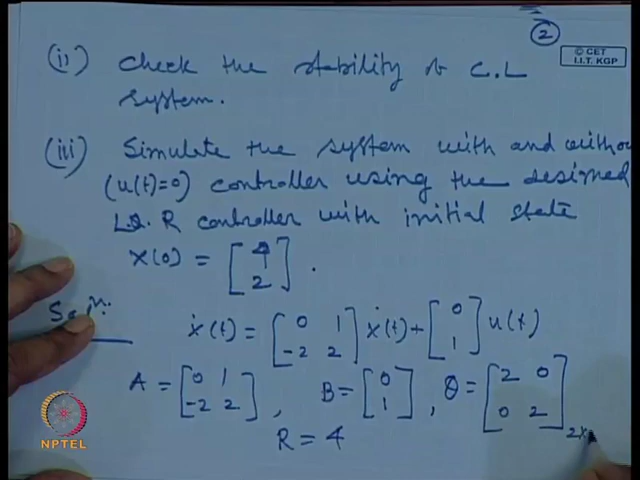 2
© CET
I.I.T. KGP
(ii) Check the stability of C.L
system.
(iii) Simulate the system with and withou
(u(t)=0) controller using the designed
L.Q.R controller with initial state
x(0) = [4 2].
Soln.
ẋ(t) = [0 1 -2 2] ẋ(t) + [0 1] u(t)
A = [0 1 -2 2], B = [0 1], Q = [2 0 0 2] 2x
R = 4
NPTEL